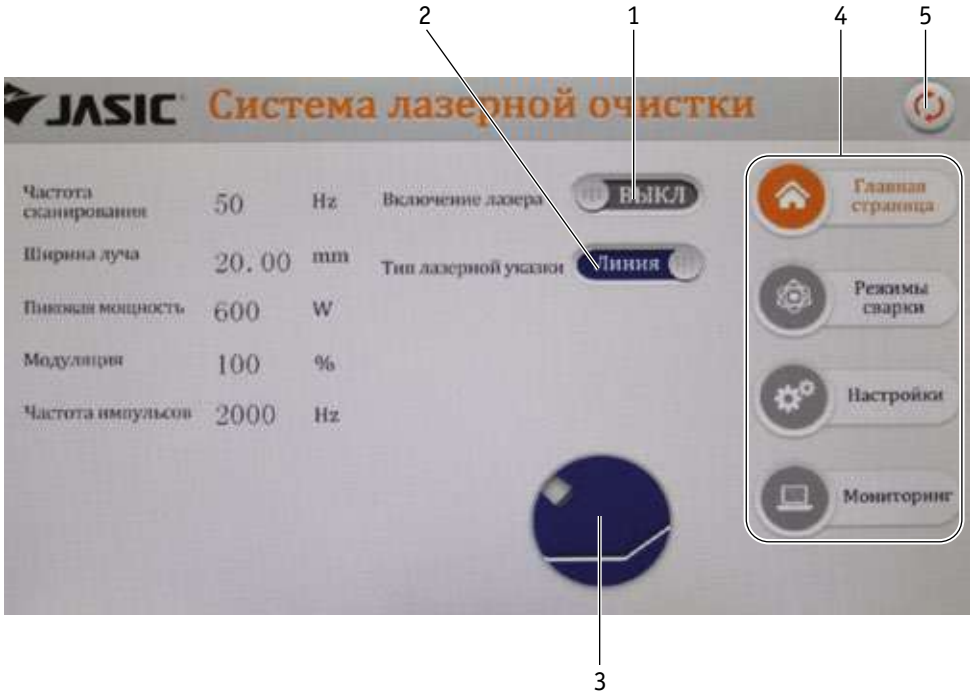 2 1 4 5
JASIC Система лазерной очистки
Частота
сканирования 50 Hz
Включение лазера ВЫКЛ
Ширина луча 20.00 mm
Тип лазерной указки Линия
Пиковая мощность 600 W
Модуляция 100 %
Частота импульсов 2000 Hz
Главная
страница
Режимы
сварки
Настройки
Мониторинг
3